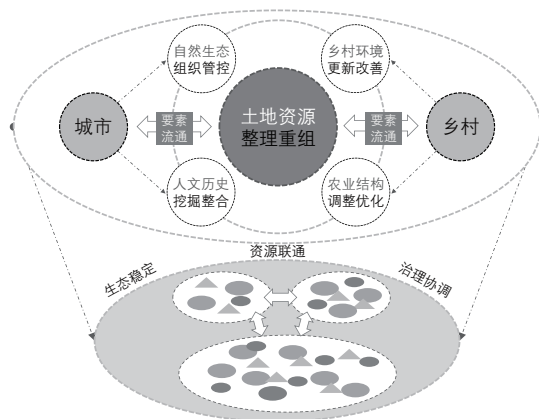 自然生态
组织管控
乡村环境
更新改善
城市
要素
流通
土地资源
整理重组
要素
流通
乡村
人文历史
挖掘整合
农业结构
调整优化
资源联通
生态稳定
治理协调